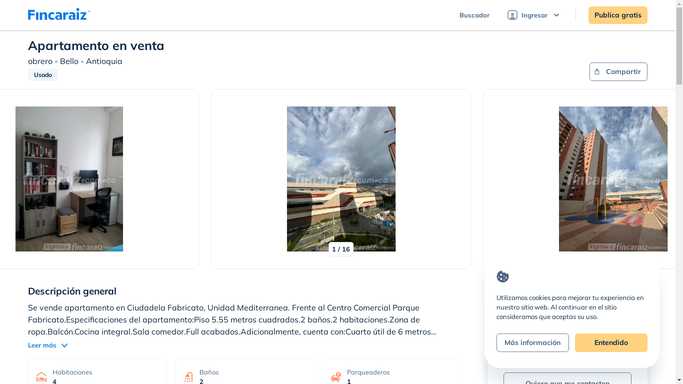 Fincaraiz
Buscador
Ingresar
Publica gratis
Apartamento en venta
obrero - Bello - Antioquia
Usado
Compartir
1 / 16
Descripción general
Se vende apartamento en Ciudadela Fabricato, Unidad Mediterranea. Frente al Centro Comercial Parque
Fabricato.Especificaciones del apartamento:Piso 5.55 metros cuadrados,2 baños,2 habitaciones.Zona de
ropa.Balcón.Cocina integral.Sala comedor.Full acabados.Adicionalmente, cuenta con:Cuarto útil de 6 metros...
Leer más
Habitaciones
4
Baños
2
Parqueaderos
1
Utilizamos cookies para mejorar tu experiencia en
nuestro sitio web. Al continuar en el sitio
consideramos que aceptas su uso.
Más información
Entendido
Quiero que me contacten